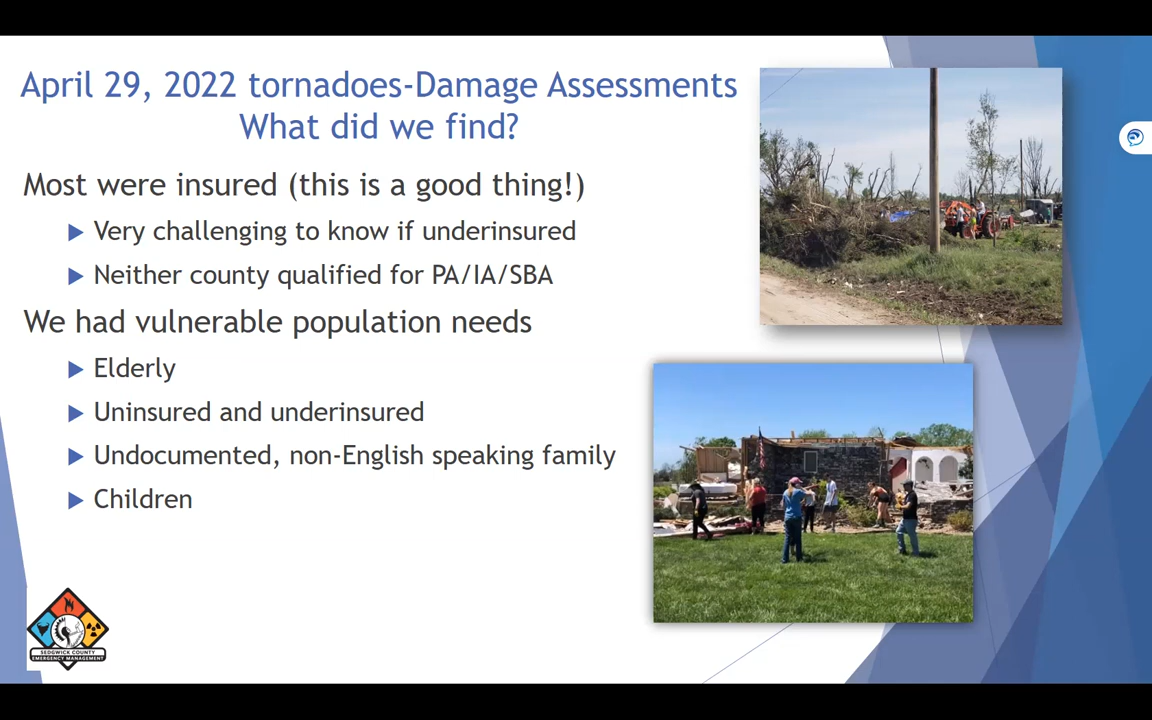 April 29, 2022 tornadoes-Damage Assessments
What did we find?
Most were insured (this is a good thing!)
Very challenging to know if underinsured
Neither county qualified for PA/IA/SBA
We had vulnerable population needs
Elderly
Uninsured and underinsured
Undocumented, non-English speaking family
Children
SEDGWICK COUNTY
EMERGENCY MANAGEMENT